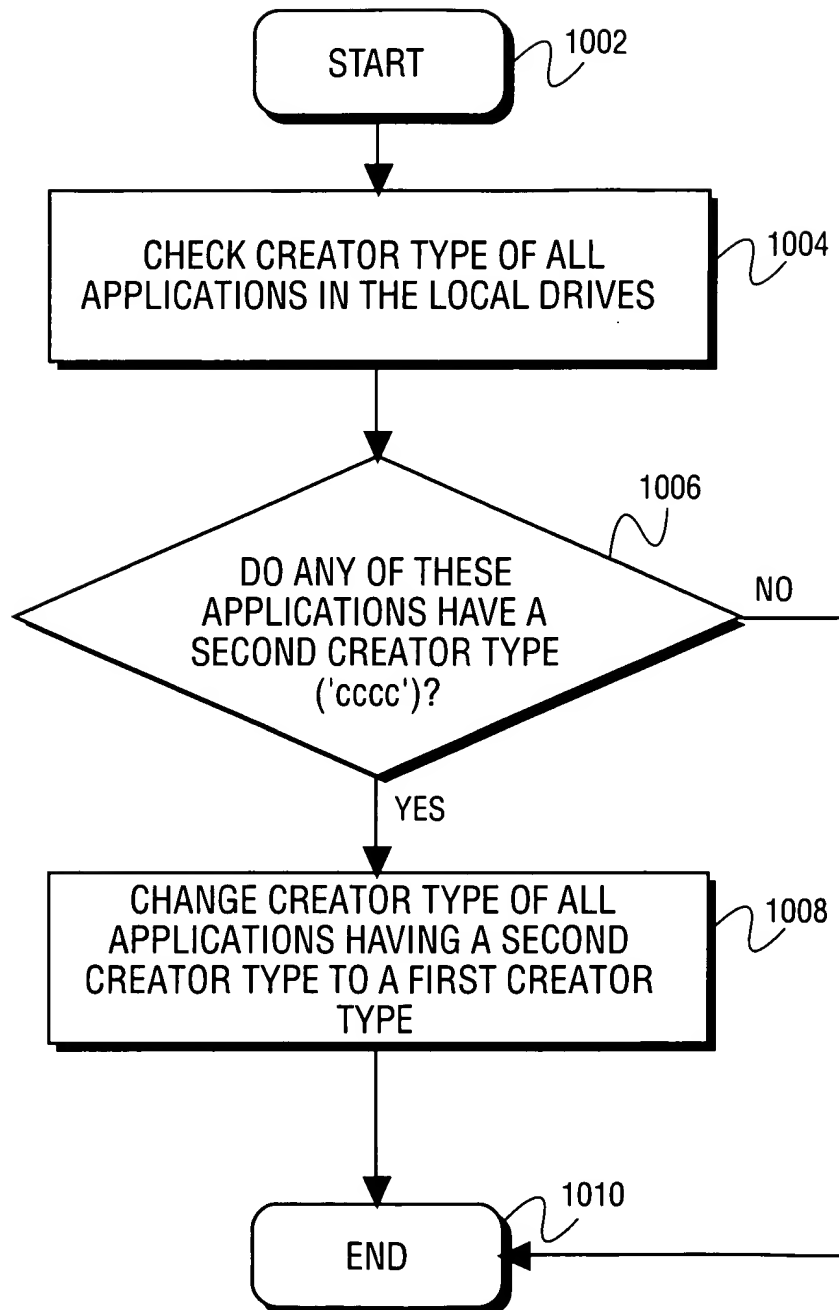 START
1002
CHECK CREATOR TYPE OF ALL
APPLICATIONS IN THE LOCAL DRIVES
1004
1006
DO ANY OF THESE
APPLICATIONS HAVE A
SECOND CREATOR TYPE
('cccc')?
NO
YES
CHANGE CREATOR TYPE OF ALL
APPLICATIONS HAVING A SECOND
CREATOR TYPE TO A FIRST CREATOR
TYPE
1008
1010
END